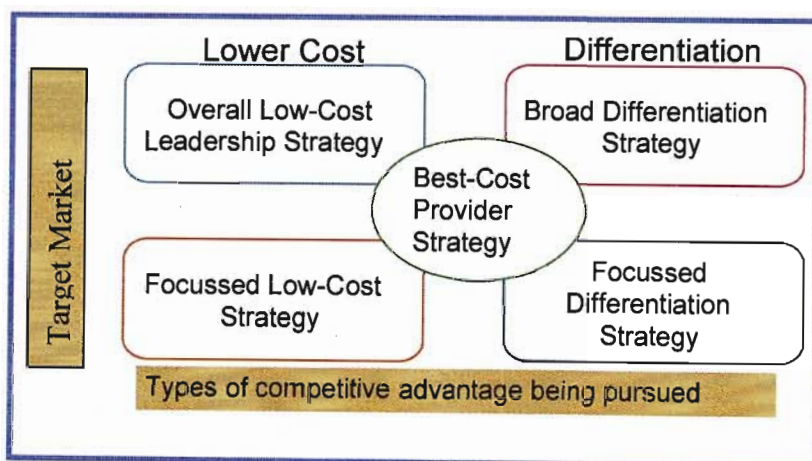 Lower Cost
Differentiation
Target Market
Overall Low-Cost
Leadership Strategy
Broad Differentiation
Strategy
Best-Cost
Provider
Strategy
Focussed Low-Cost
Strategy
Focussed
Differentiation
Strategy
Types of competitive advantage being pursued